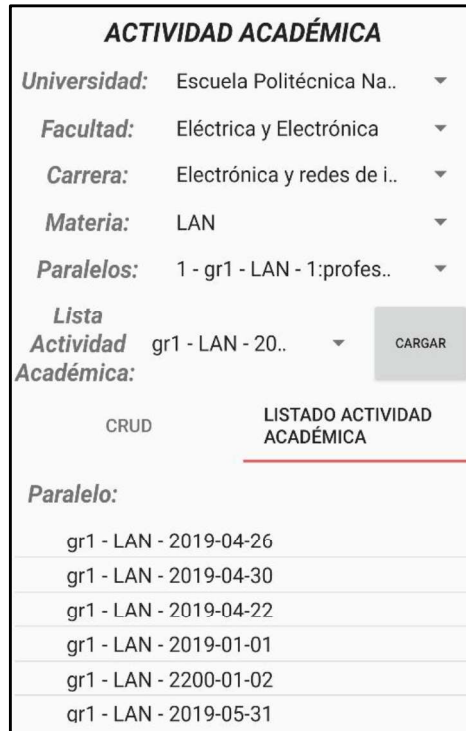 ACTIVIDAD ACADÉMICA
Universidad: Escuela Politécnica Na..
Facultad: Eléctrica y Electrónica
Carrera: Electrónica y redes de i..
Materia: LAN
Paralelos: 1 - gr1 - LAN - 1:profes..
Lista
Actividad gr1 - LAN - 20.. CARGAR
Académica:
CRUD
LISTADO ACTIVIDAD
ACADÉMICA
Paralelo:
gr1 - LAN - 2019-04-26
gr1 - LAN - 2019-04-30
gr1 - LAN - 2019-04-22
gr1 - LAN - 2019-01-01
gr1 - LAN - 2200-01-02
gr1 - LAN - 2019-05-31